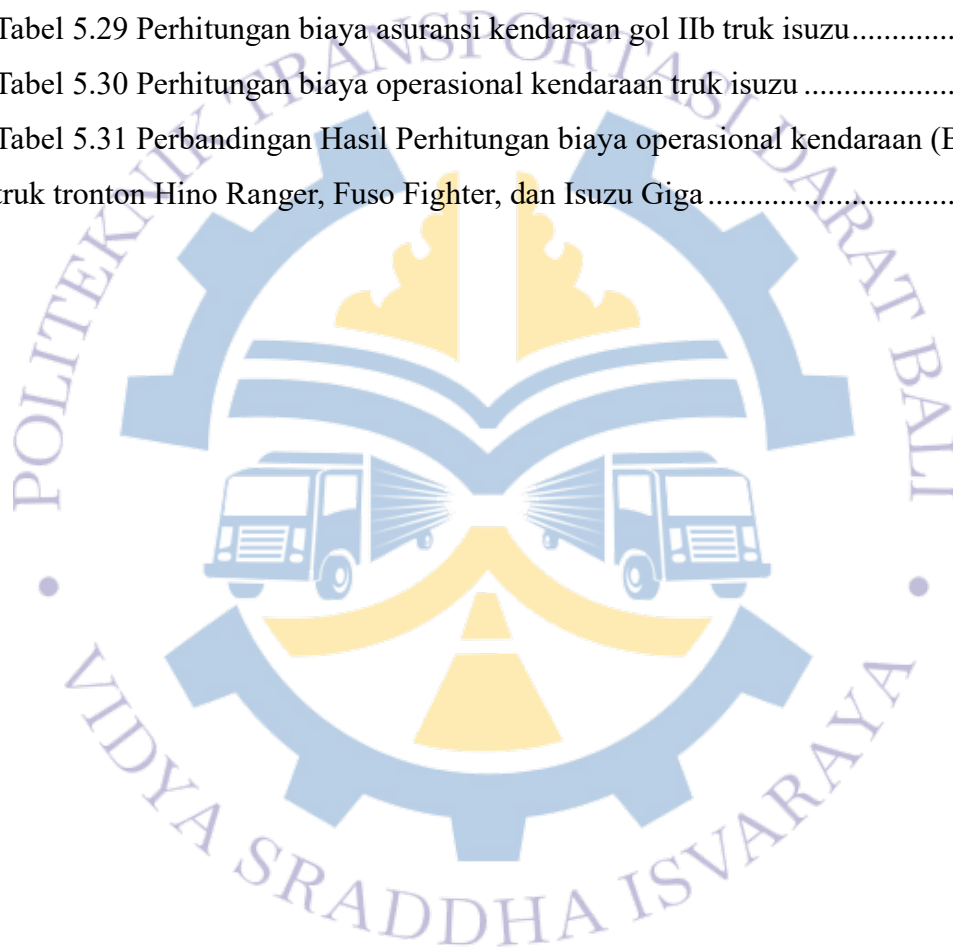 Tabel 5.29 Perhitungan biaya asuransi kendaraan gol IIb truk isuzu.............
Tabel 5.30 Perhitungan biaya operasional kendaraan truk isuzu ...................
Tabel 5.31 Perbandingan Hasil Perhitungan biaya operasional kendaraan (B
truk tronton Hino Ranger, Fuso Fighter, dan Isuzu Giga ...............................
POLITEKNIK TRANSPORTASI DARAT BALI
VIDYA SRADDHA ISVARAYA